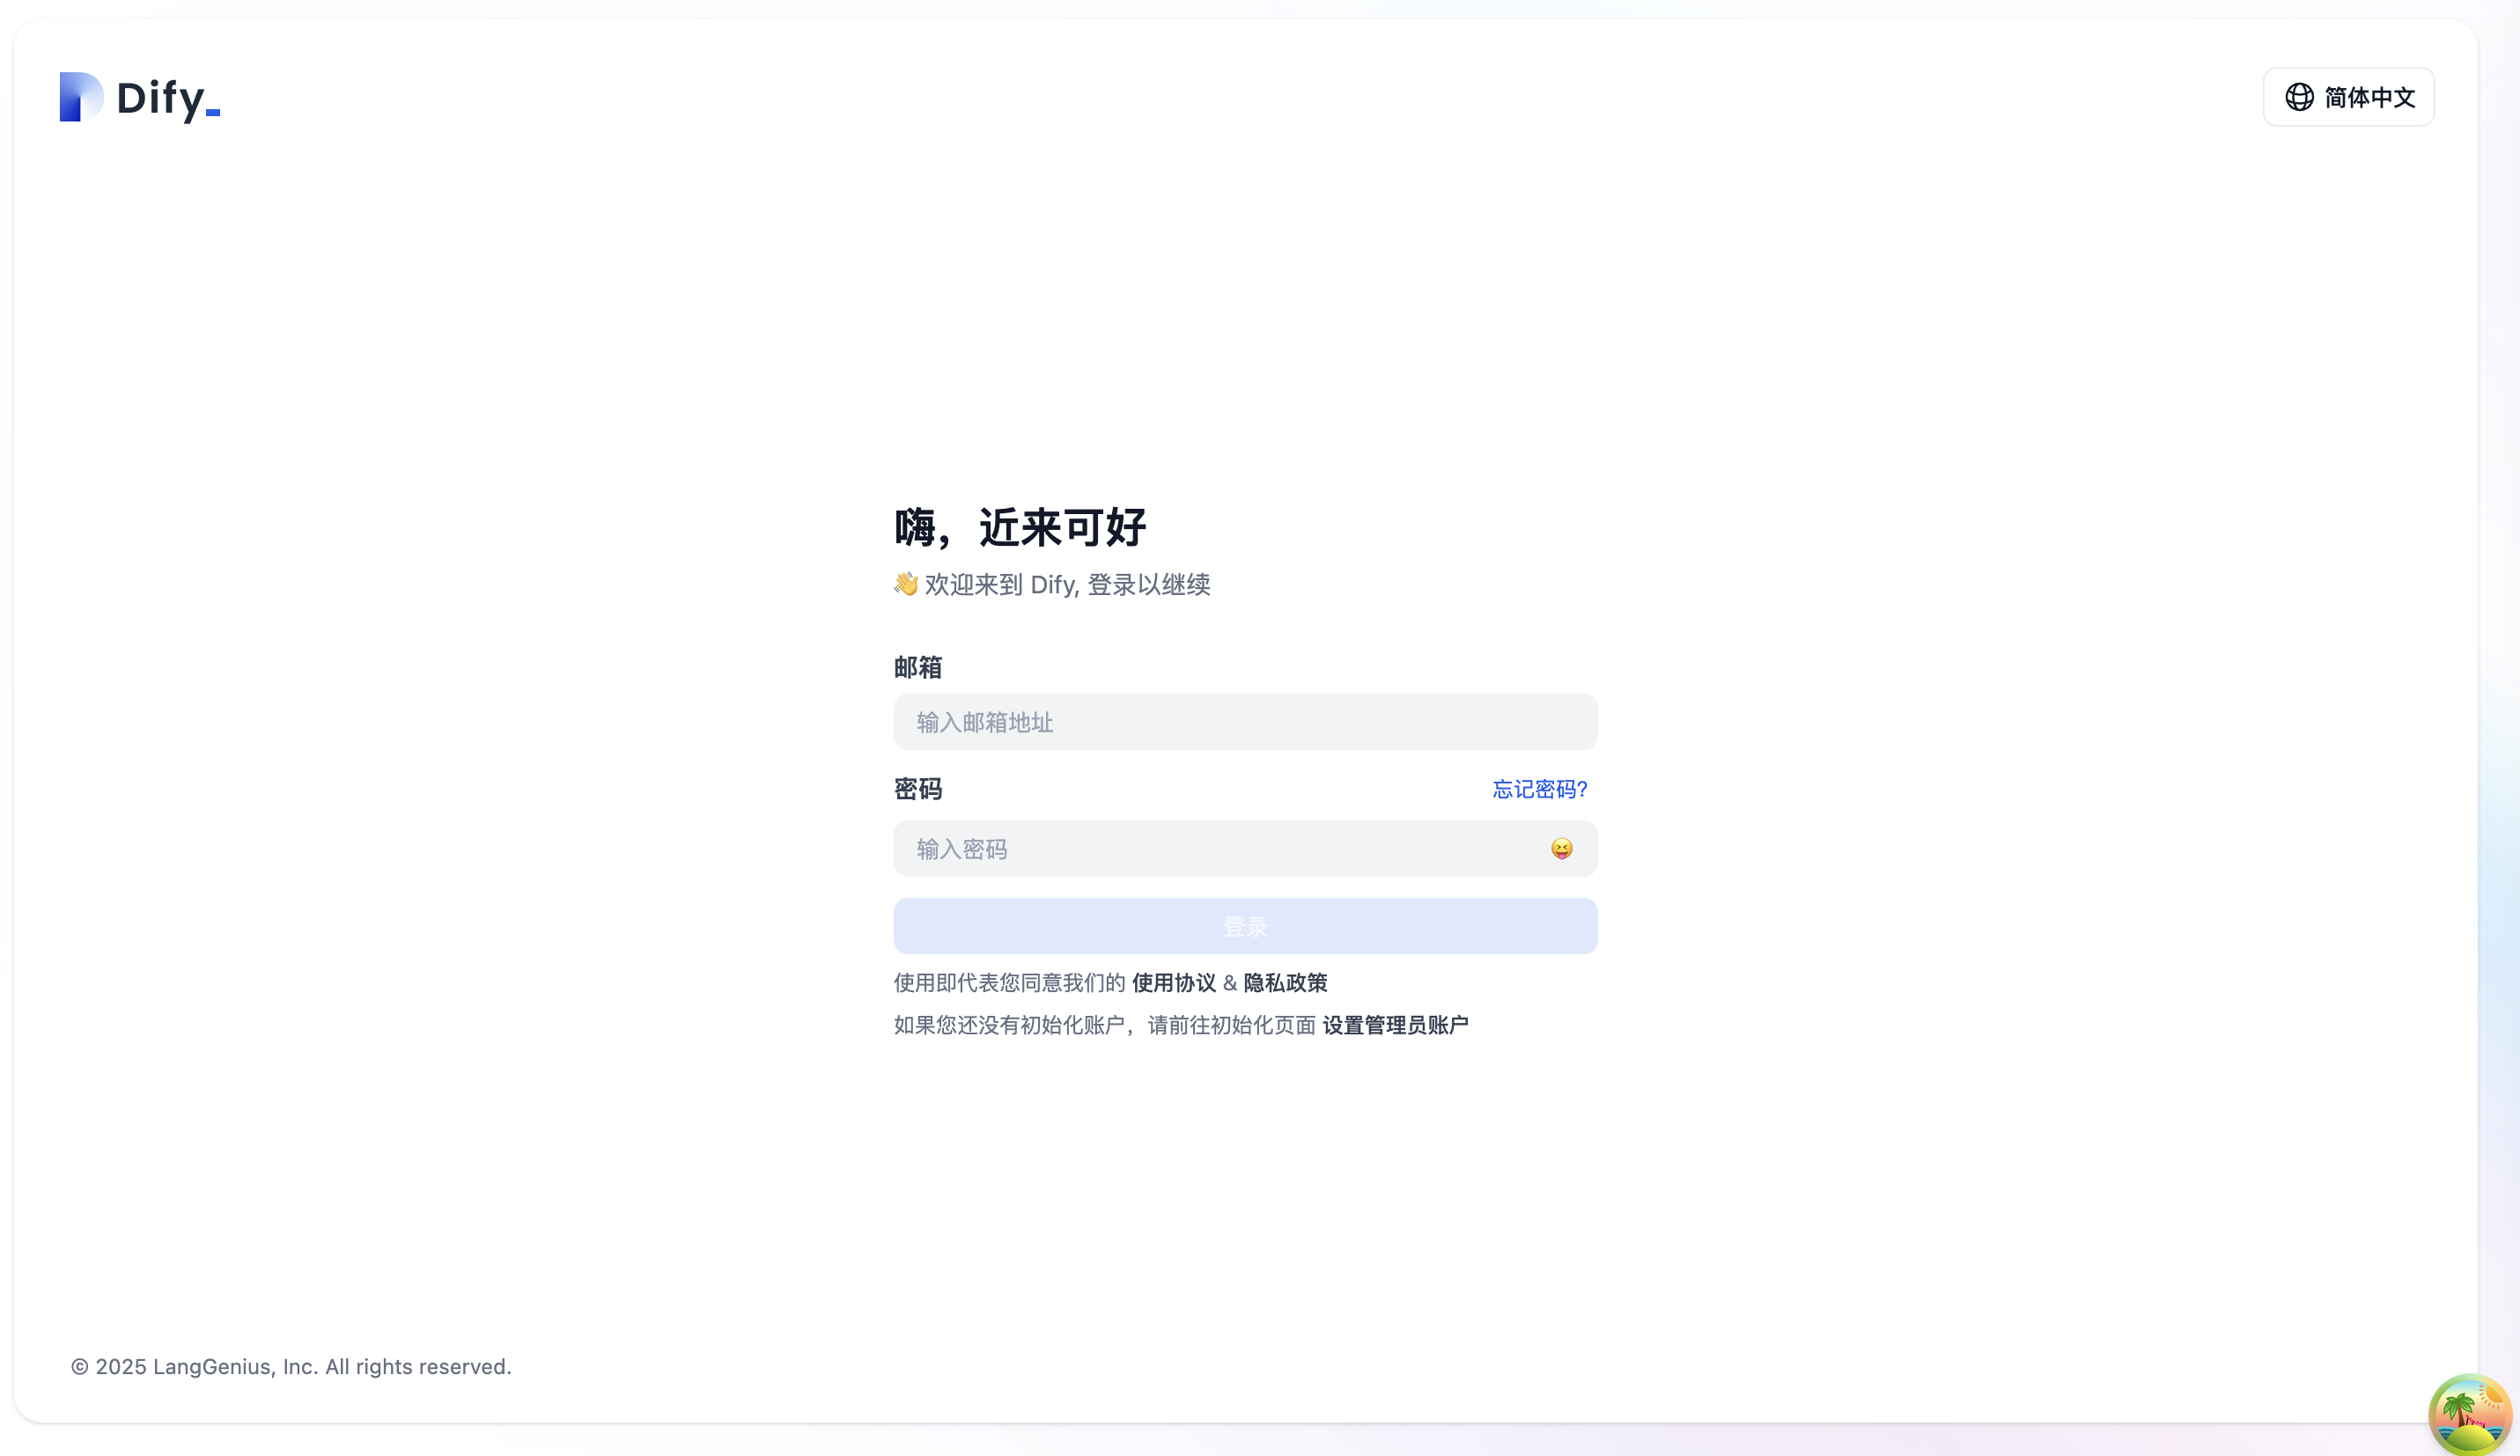 Dify_
简体中文
嗨，近来可好
👋 欢迎来到 Dify, 登录以继续
邮箱
输入邮箱地址
密码
忘记密码?
输入密码
登录
使用即代表您同意我们的 使用协议 & 隐私政策
如果您还没有初始化账户，请前往初始化页面 设置管理员账户
© 2025 LangGenius, Inc. All rights reserved.